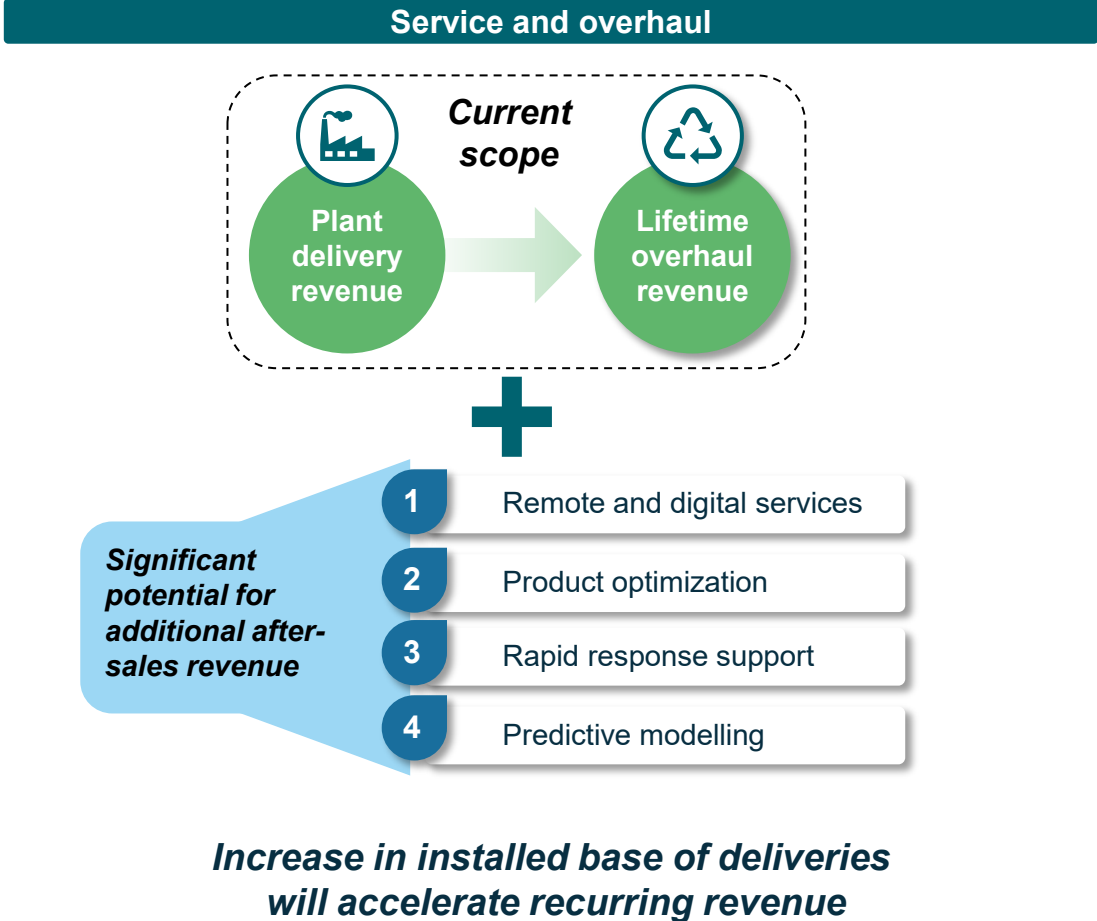 Service and overhaul
Current
scope
Plant
delivery
revenue
Lifetime
overhaul
revenue
Significant
potential for
additional after-
sales revenue
1
Remote and digital services
2
Product optimization
3
Rapid response support
4
Predictive modelling
Increase in installed base of deliveries
will accelerate recurring revenue